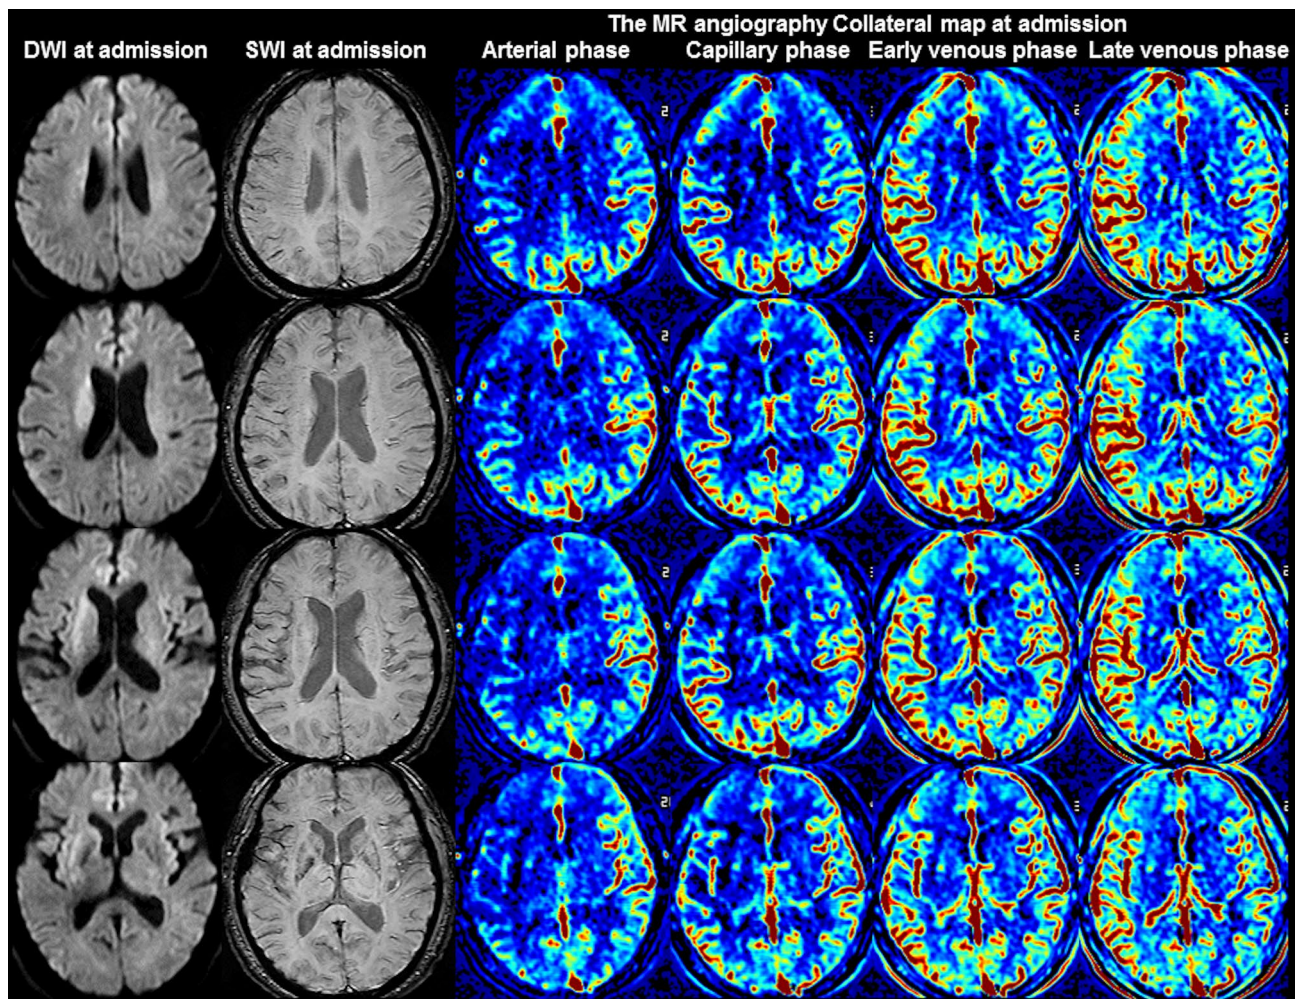 The MR angiography Collateral map at admission
DWI at admission SWI at admission Arterial phase Capillary phase Early venous phase Late venous phase